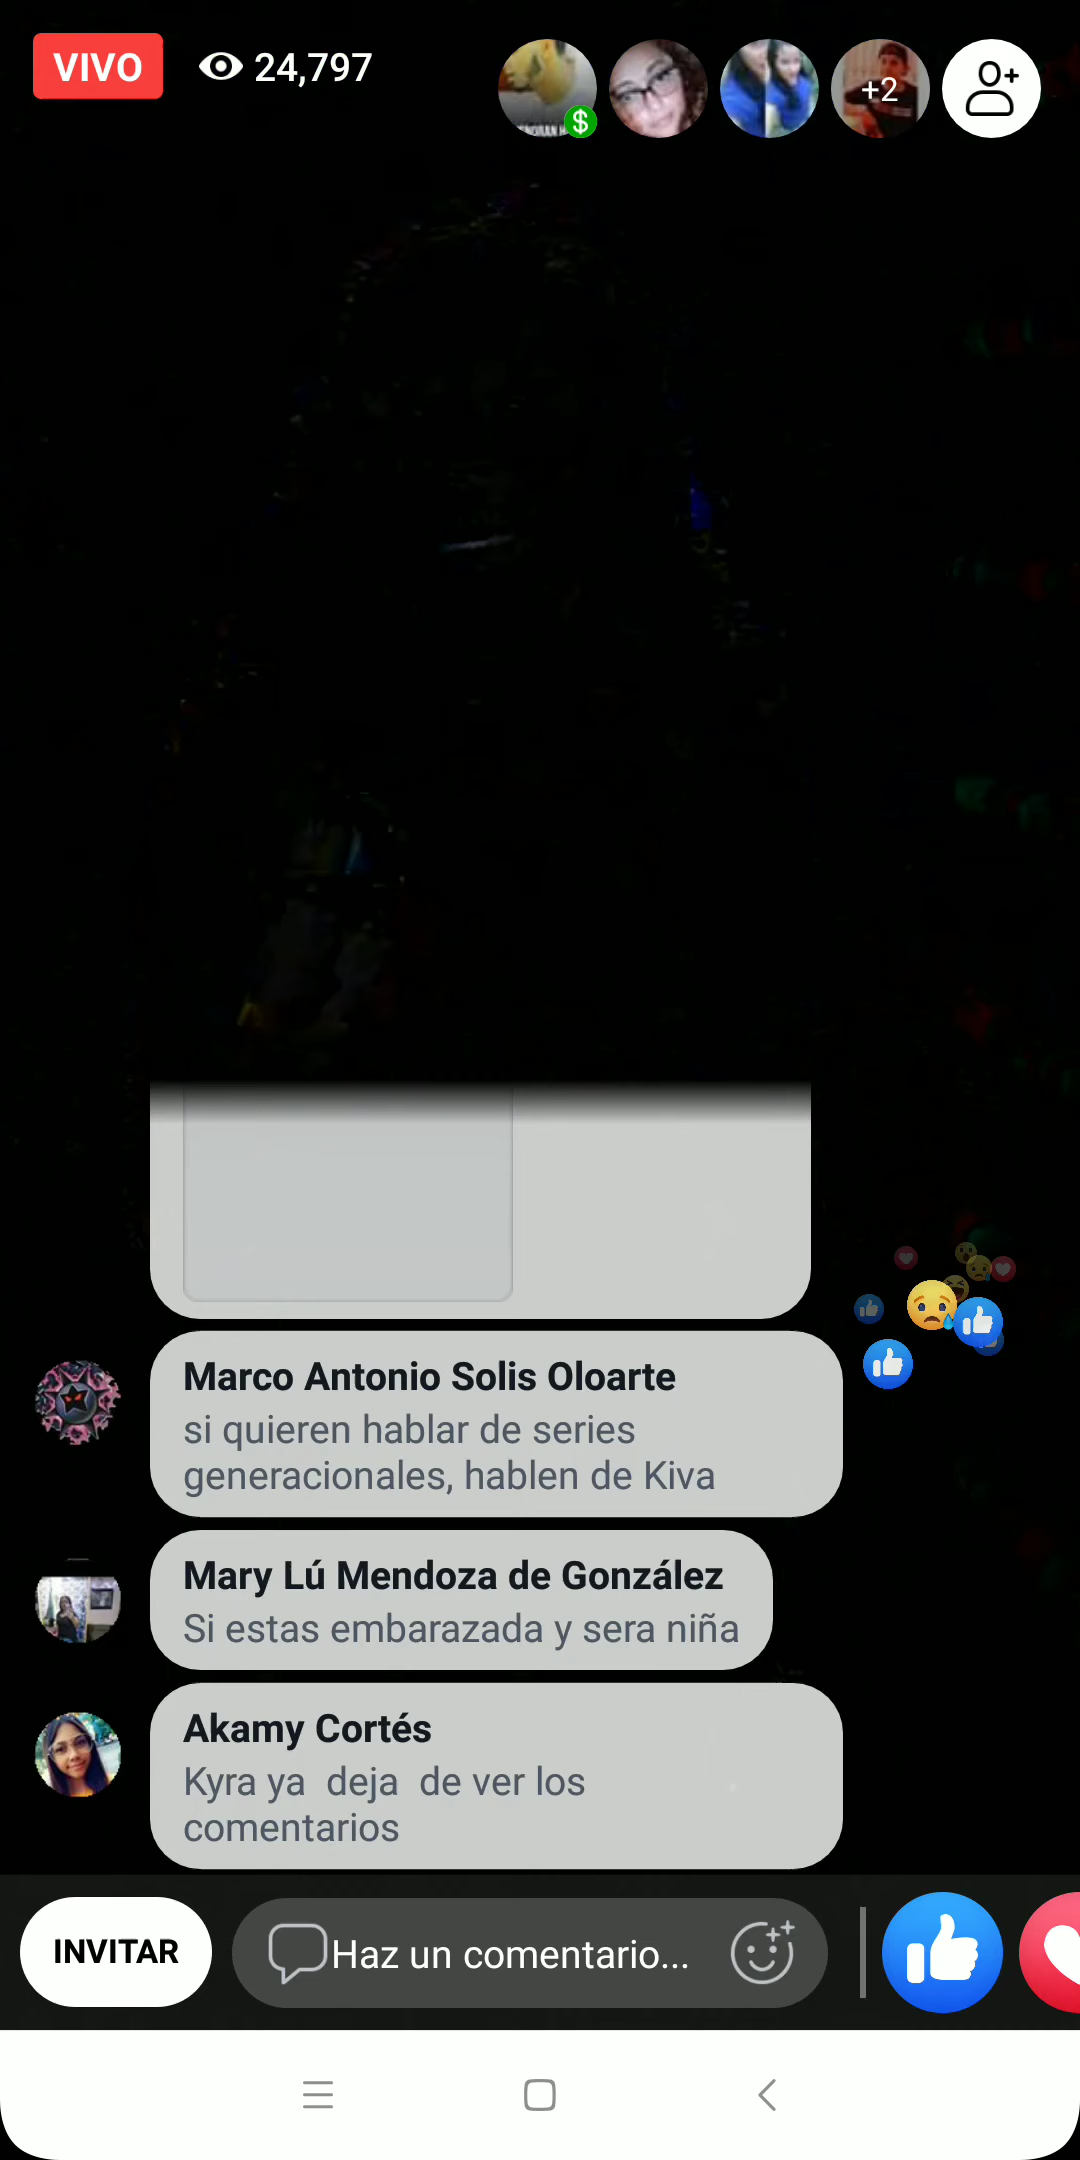 VIVO
24,797
$
+2
Marco Antonio Solis Oloarte
si quieren hablar de series
generacionales, hablen de Kiva
Mary Lú Mendoza de González
Si estas embarazada y sera niña
Akamy Cortés
Kyra ya  deja  de ver los
comentarios
INVITAR
Haz un comentario...